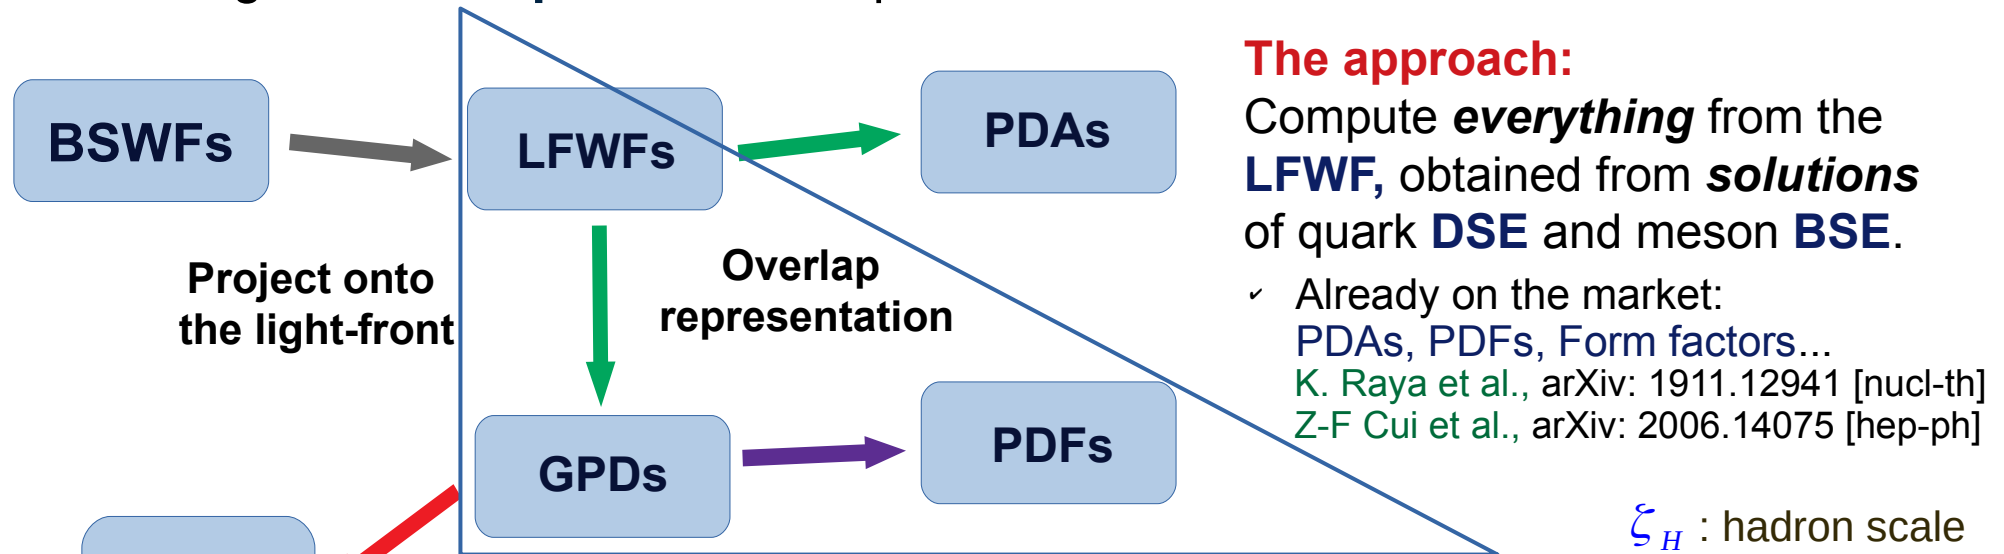 BSWFs
LFWFs
PDAs
Project onto
the light-front
Overlap
representation
GPDs
PDFs
The approach:
Compute everything from the
LFWF, obtained from solutions
of quark DSE and meson BSE.
✓ Already on the market:
PDAs, PDFs, Form factors...
K. Raya et al., arXiv: 1911.12941 [nucl-th]
Z-F Cui et al., arXiv: 2006.14075 [hep-ph]
ζ_H : hadron scale